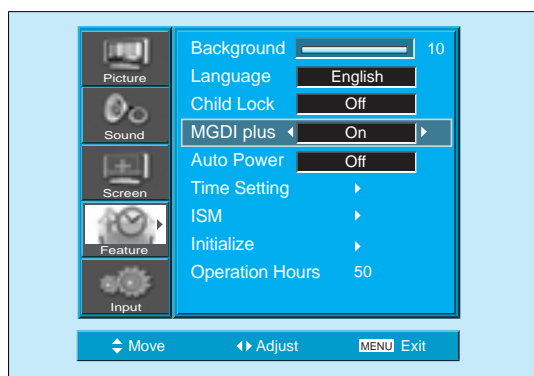 Picture
Sound
Screen
Feature
Input
Background 10
Language English
Child Lock Off
MGDI plus On
Auto Power Off
Time Setting
ISM
Initialize
Operation Hours 50
Move Adjust MENU Exit